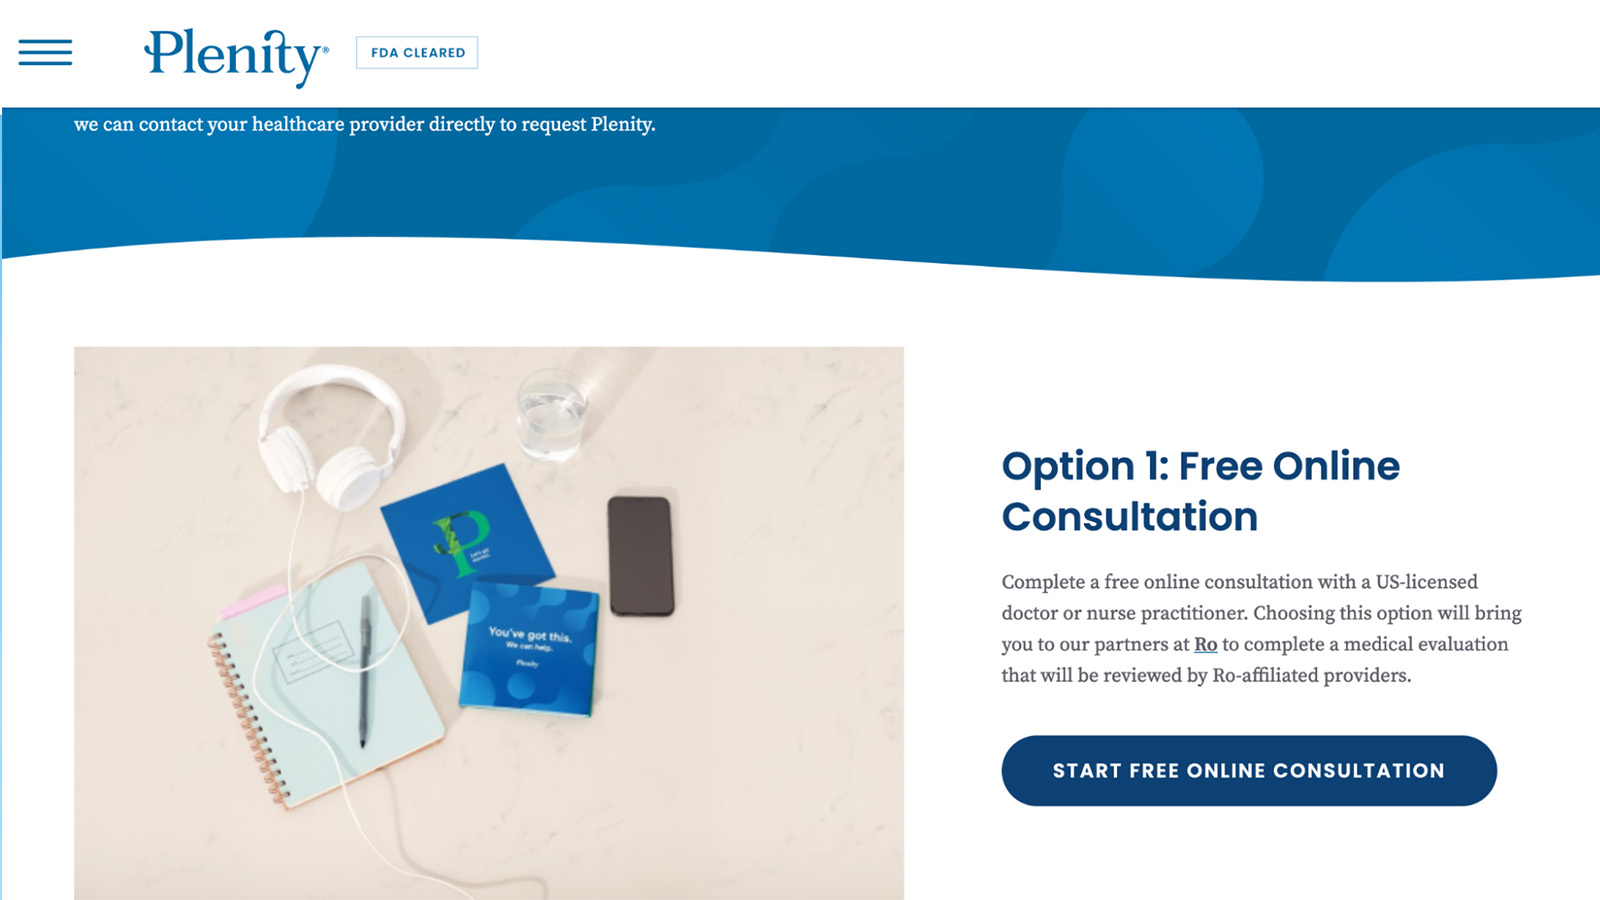 Plenity®
FDA CLEARED
we can contact your healthcare provider directly to request Plenity.
P
Let's get
You've got this.
We can help.
Plenity
Option 1: Free Online
Consultation
Complete a free online consultation with a US-licensed
doctor or nurse practitioner. Choosing this option will bring
you to our partners at Ro to complete a medical evaluation
that will be reviewed by Ro-affiliated providers.
START FREE ONLINE CONSULTATION